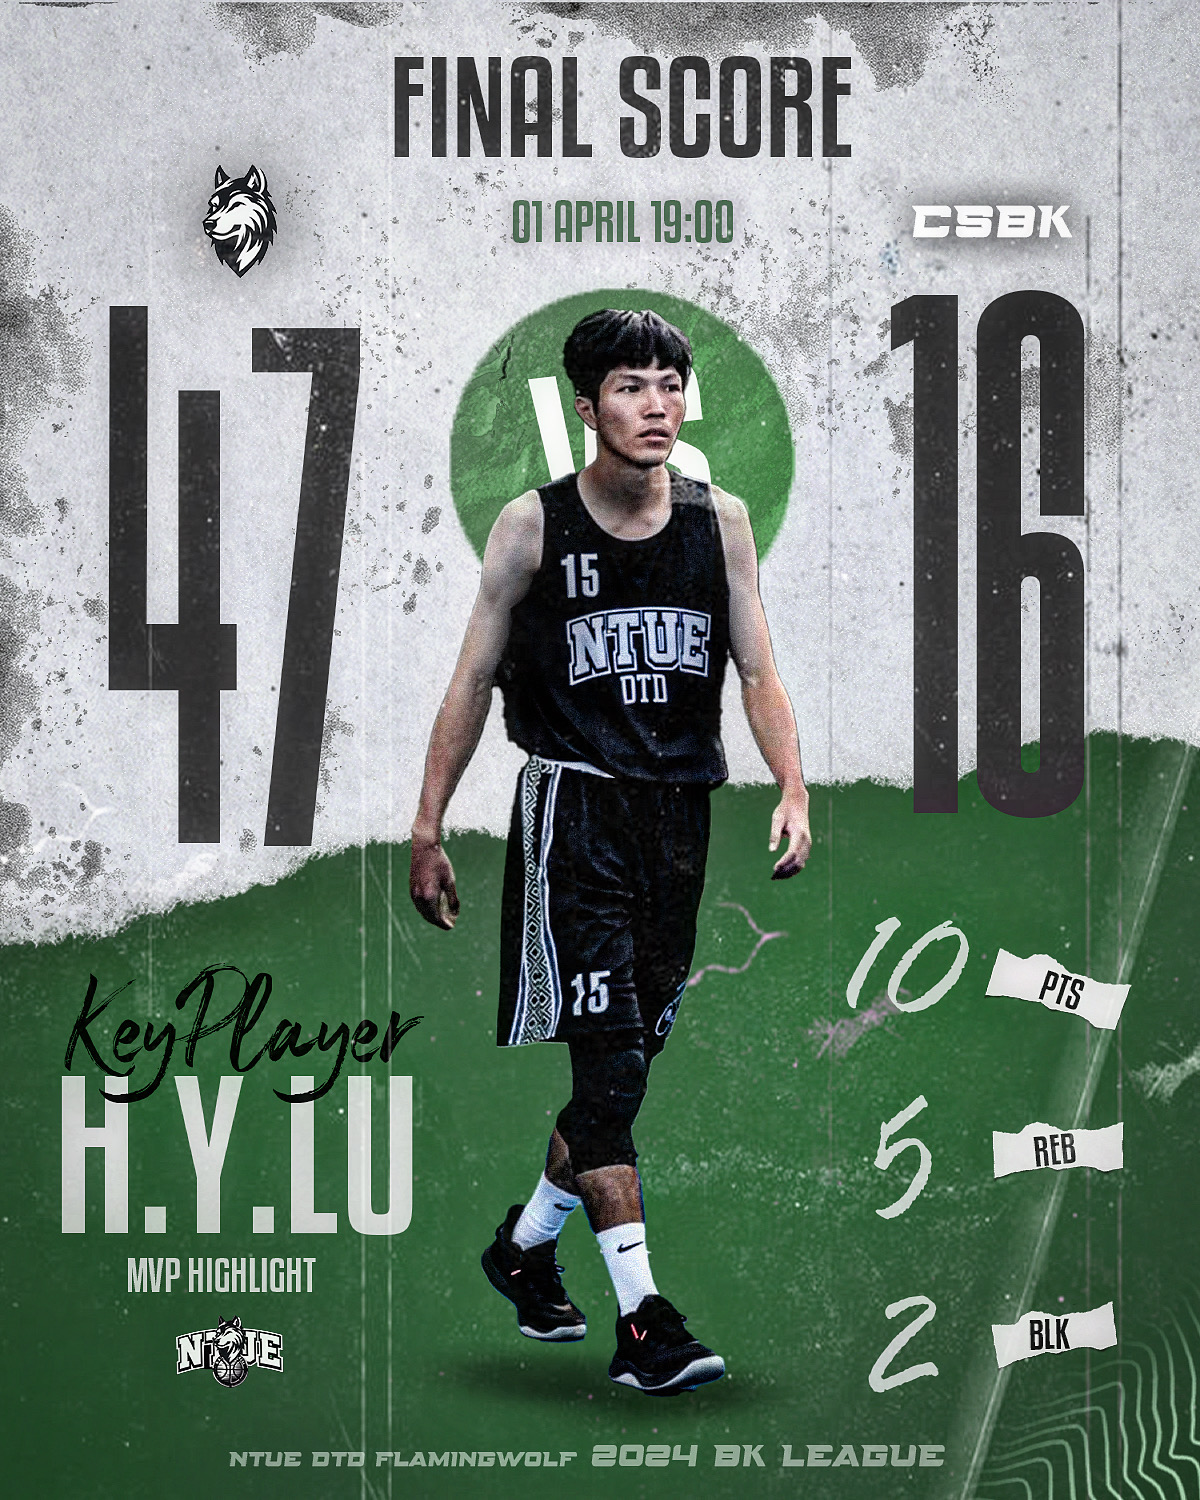 FINAL SCORE
01 APRIL 19:00
CSBK
47
16
VS
15
NTUE
DTD
15
10 PTS
KeyPlayer
H.Y.LU
5 REB
MVP HIGHLIGHT
NTUE
2 BLK
NTUE DTD FLAMINGWOLF 2024 BK LEAGUE